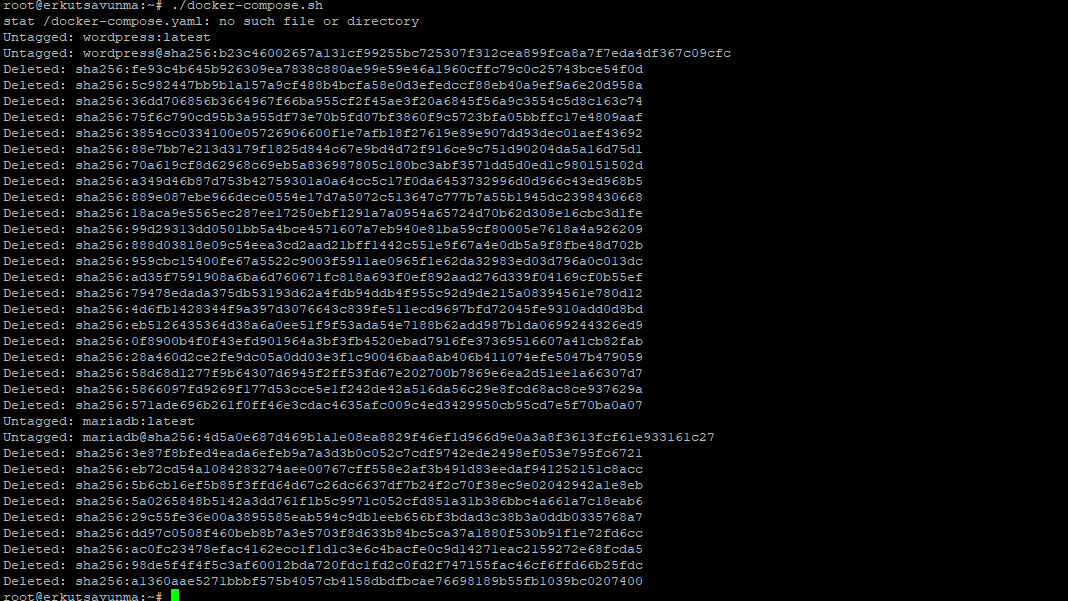 root@erkutsavunma:~# ./docker-compose.sh
stat /docker-compose.yaml: no such file or directory
Untagged: wordpress:latest
Untagged: wordpress@sha256:b23c46002657a131cf99255bc725307f312cea899fca8a7f7eda4df367c09cfc
Deleted: sha256:fe93c4b645b926309ea7838c880ae99e59e46a1960cffc79c0c25743bce54f0d
Deleted: sha256:5c982447bb9b1a157a9cf488b4bcfa58e0d3efedccf88eb40a9ef9a6e20d958a
Deleted: sha256:36dd706856b3664967f66ba955cf2f45ae3f20a6845f56a9c3554c5d8c163c74
Deleted: sha256:75f6c790cd95b3a955df73e70b5fd07bf3860f9c5723bfa05bbffc17e4809aaf
Deleted: sha256:3854cc0334100e05726906600f1e7afb18f27619e89e907dd93dec01aef43692
Deleted: sha256:88e7bb7e213d3179f1825d844c67e9bd4d72f916ce9c751d90204da5a16d75d1
Deleted: sha256:70a619cf8d62968c69eb5a836987805c180bc3abf3571dd5d0ed1c980151502d
Deleted: sha256:a349d46b87d753b42759301a0a64cc5c17f0da6453732996d0d966c43ed968b5
Deleted: sha256:889e087ebe966dece0554e17d7a5072c513647c777b7a55b1945dc2398430668
Deleted: sha256:18aca9e5565ec287ee17250ebf1291a7a0954a65724d70b62d308e16cbc3d1fe
Deleted: sha256:99d29313dd0501bb5a4bce4571607a7eb940e81ba59cf80005e7618a4a926209
Deleted: sha256:888d03818e09c54eea3cd2aad21bff1442c551e9f67a4e0db5a9f8fbe48d702b
Deleted: sha256:959cbc15400fe67a5522c9003f5911ae0965f1e62da32983ed03d796a0c013dc
Deleted: sha256:ad35f7591908a6ba6d760671fc818a693f0ef892aad276d339f04169cf0b55ef
Deleted: sha256:79478edada375db53193d62a4fdb94ddb4f955c92d9de215a08394561e780d12
Deleted: sha256:4d6fb1428344f9a397d3076643c839fe511ecd9697bfd72045fe9310add0d8bd
Deleted: sha256:eb5126435364d38a6a0ee51f9f53ada54e7188b62add987b1da0699244326ed9
Deleted: sha256:0f8900b4f0f43efd901964a3bf3fb4520ebad7916fe37369516607a41cb82fab
Deleted: sha256:28a460d2ce2fe9dc05a0dd03e3f1c90046baa8ab406b411074efe5047b479059
Deleted: sha256:58d68d1277f9b64307d6945f2ff53fd67e202700b7869e6ea2d51ee1a66307d7
Deleted: sha256:5866097fd9269f177d53cce5e1f242de42a516da56c29e8fcd68ac8ce937629a
Deleted: sha256:571ade696b261f0ff46e3cdac4635afc009c4ed3429950cb95cd7e5f70ba0a07
Untagged: mariadb:latest
Untagged: mariadb@sha256:4d5a0e687d469b1a1e08ea8829f46ef1d966d9e0a3a8f3613fcf61e933161c27
Deleted: sha256:3e87f8bfed4eada6efeb9a7a3d3b0c052c7cdf9742ede2498ef053e795fc6721
Deleted: sha256:eb72cd54a1084283274aee00767cff558e2af3b491d83eedaf941252151c8acc
Deleted: sha256:5b6cb16ef5b85f3ffd64d67c26dc6637df7b24f2c70f38ec9e02042942a1e8eb
Deleted: sha256:5a0265848b5142a3dd761f1b5c9971c052cfd851a31b386bbc4a661a7c18eab6
Deleted: sha256:29c55fe36e00a3895585eab594c9db1eeb656bf3bdad3c38b3a0ddb0335768a7
Deleted: sha256:dd97c0508f460beb8b7a3e5703f8d633b84bc5ca37a1880f530b91f1e72fd6cc
Deleted: sha256:ac0fc23478efac4162ecc1f1d1c3e6c4bacfe0c9d14271eac2159272e68fcda5
Deleted: sha256:98de5f4f4f5c3af60012bda720fdc1fd2c0fd2f747155fac46cf6ffd66b25fdc
Deleted: sha256:a1360aae5271bbbf575b4057cb4158dbdfbcae76698189b55fb1039bc0207400
root@erkutsavunma:~#